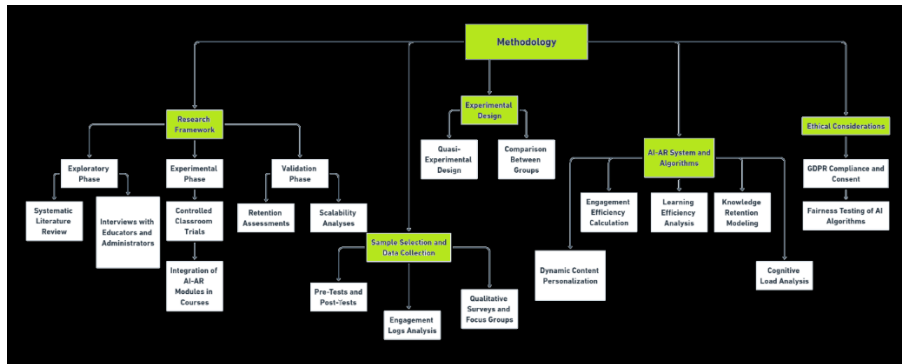 Methodology
Research
Framework
Exploratory
Phase
Systematic
Literature
Review
Interviews with
Educators and
Administrators
Experimental
Phase
Controlled
Classroom
Trials
Integration of
AI-AR
Modules in
Courses
Validation
Phase
Retention
Assessments
Scalability
Analyses
Sample Selection and
Data Collection
Pre-Tests and
Post-Tests
Engagement
Logs Analysis
Qualitative
Surveys and
Focus Groups
Experimental
Design
Quasi-
Experimental
Design
Comparison
Between
Groups
AI-AR System and
Algorithms
Dynamic Content
Personalization
Engagement
Efficiency
Calculation
Learning
Efficiency
Analysis
Knowledge
Retention
Modeling
Cognitive
Load Analysis
Ethical Considerations
GDPR Compliance and
Consent
Fairness Testing of AI
Algorithms